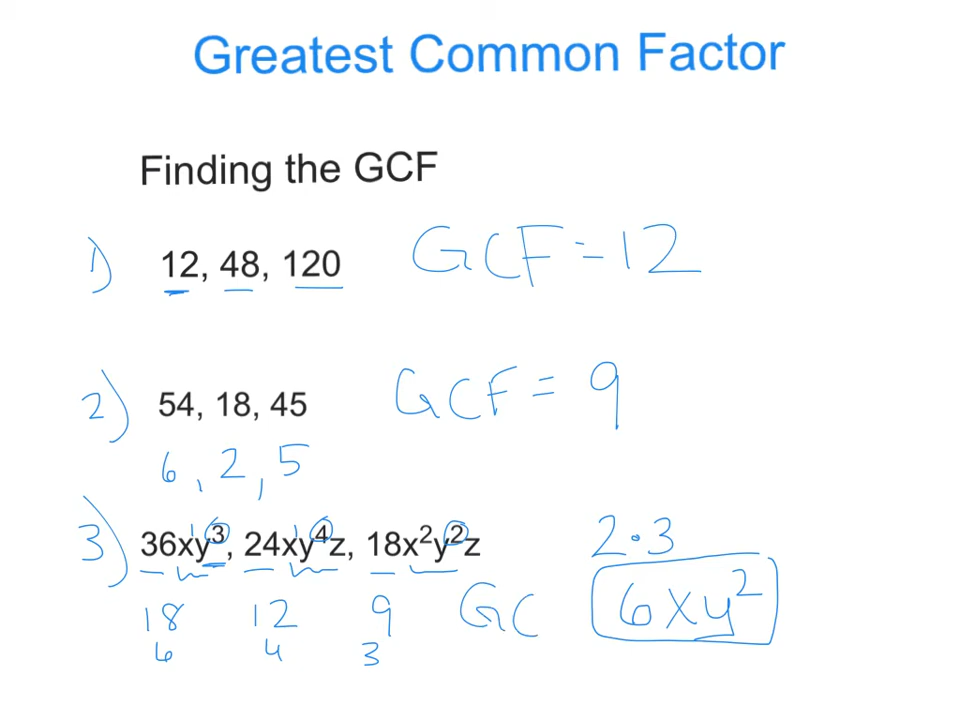 Greatest Common Factor
Finding the GCF
1) 12, 48, 120 GCF = 12
2) 54, 18, 45 GCF = 9
6, 2, 5
3) 36xy³, 24xy⁴z, 18x²y²z 2·3
18 12 9 GC 6xy²
6 4 3